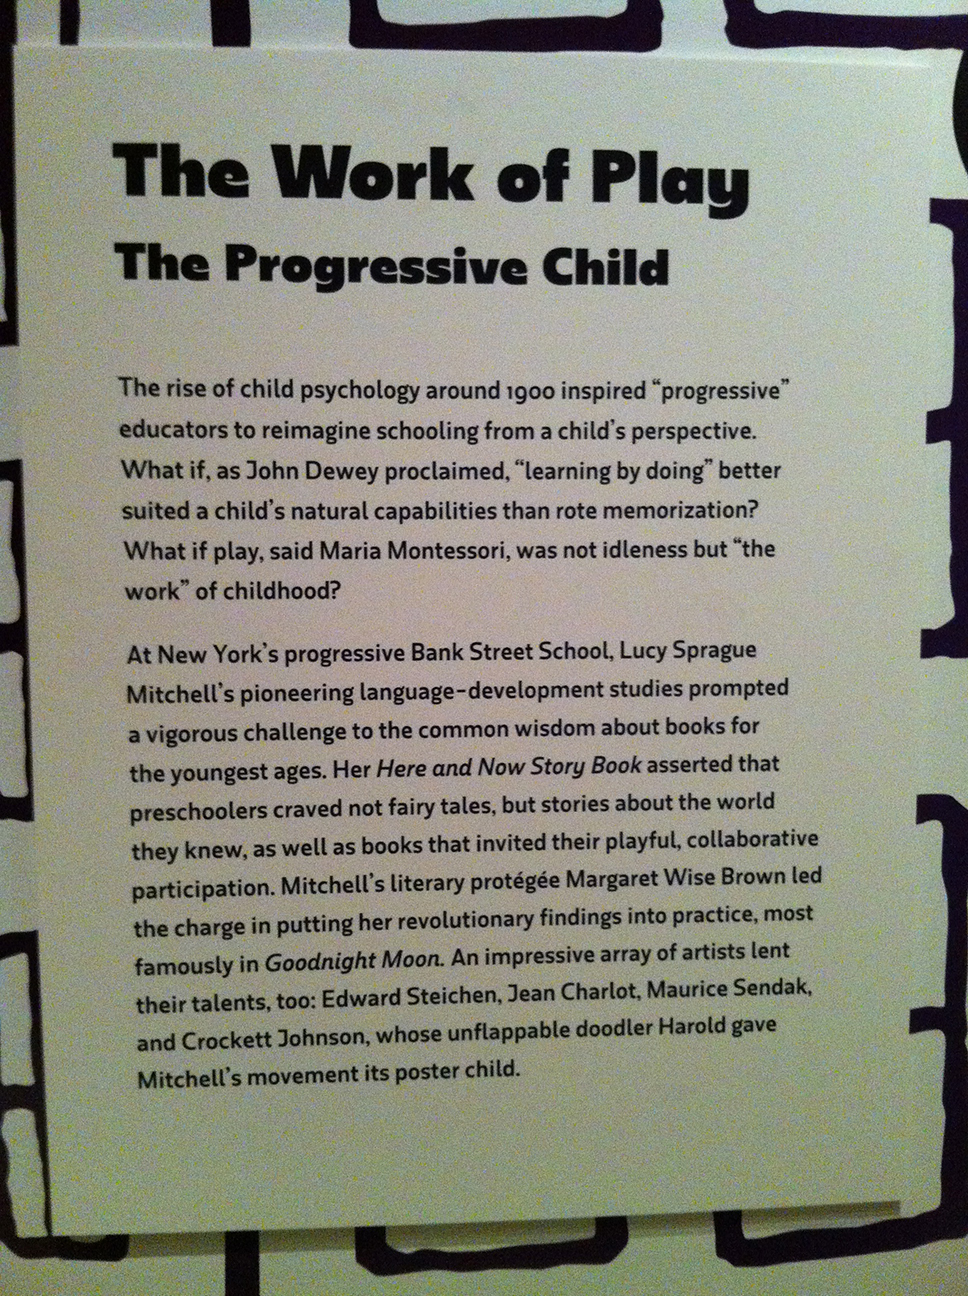 The Work of Play
The Progressive Child
The rise of child psychology around 1900 inspired “progressive”
educators to reimagine schooling from a child’s perspective.
What if, as John Dewey proclaimed, “learning by doing” better
suited a child’s natural capabilities than rote memorization?
What if play, said Maria Montessori, was not idleness but “the
work” of childhood?
At New York’s progressive Bank Street School, Lucy Sprague
Mitchell’s pioneering language-development studies prompted
a vigorous challenge to the common wisdom about books for
the youngest ages. Her Here and Now Story Book asserted that
preschoolers craved not fairy tales, but stories about the world
they knew, as well as books that invited their playful, collaborative
participation. Mitchell’s literary protégée Margaret Wise Brown led
the charge in putting her revolutionary findings into practice, most
famously in Goodnight Moon. An impressive array of artists lent
their talents, too: Edward Steichen, Jean Charlot, Maurice Sendak,
and Crockett Johnson, whose unflappable doodler Harold gave
Mitchell’s movement its poster child.